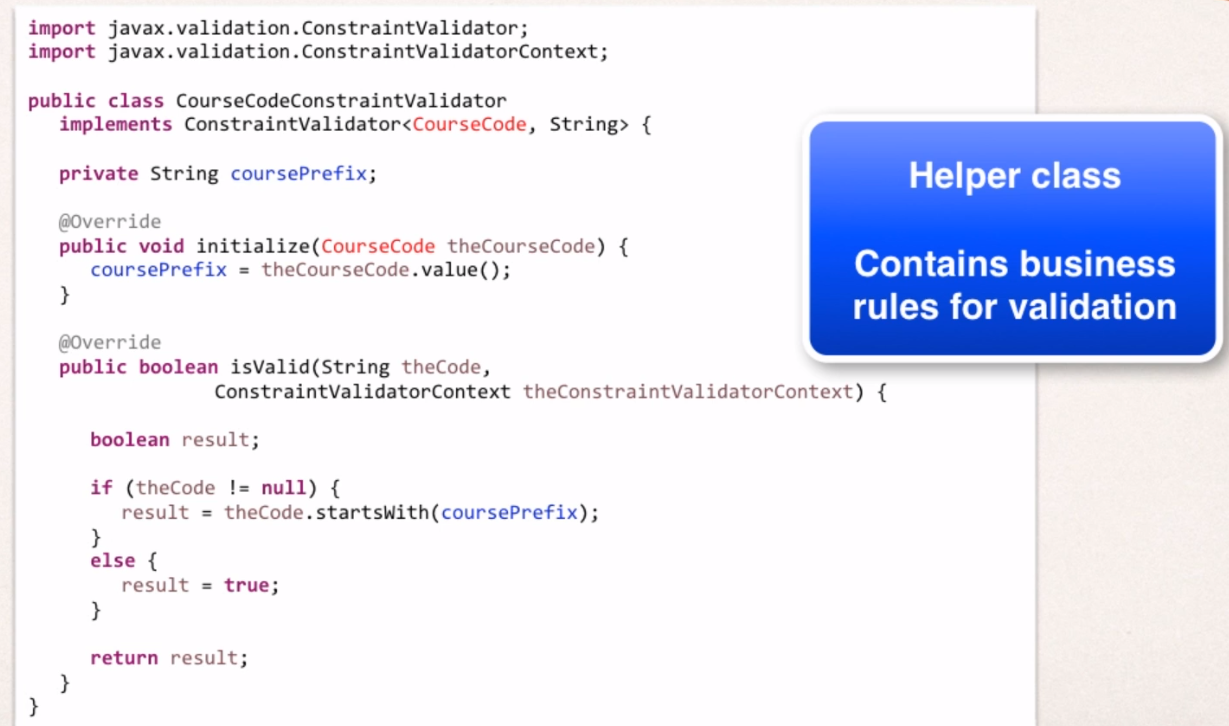 import javax.validation.ConstraintValidator;
import javax.validation.ConstraintValidatorContext;
public class CourseCodeConstraintValidator
implements ConstraintValidator<CourseCode, String> {
private String coursePrefix;
@Override
public void initialize(CourseCode theCourseCode) {
coursePrefix = theCourseCode.value();
}
@Override
public boolean isValid(String theCode,
ConstraintValidatorContext theConstraintValidatorContext) {
boolean result;
if (theCode != null) {
result = theCode.startsWith(coursePrefix);
}
else {
result = true;
}
return result;
}
}
Helper class
Contains business
rules for validation